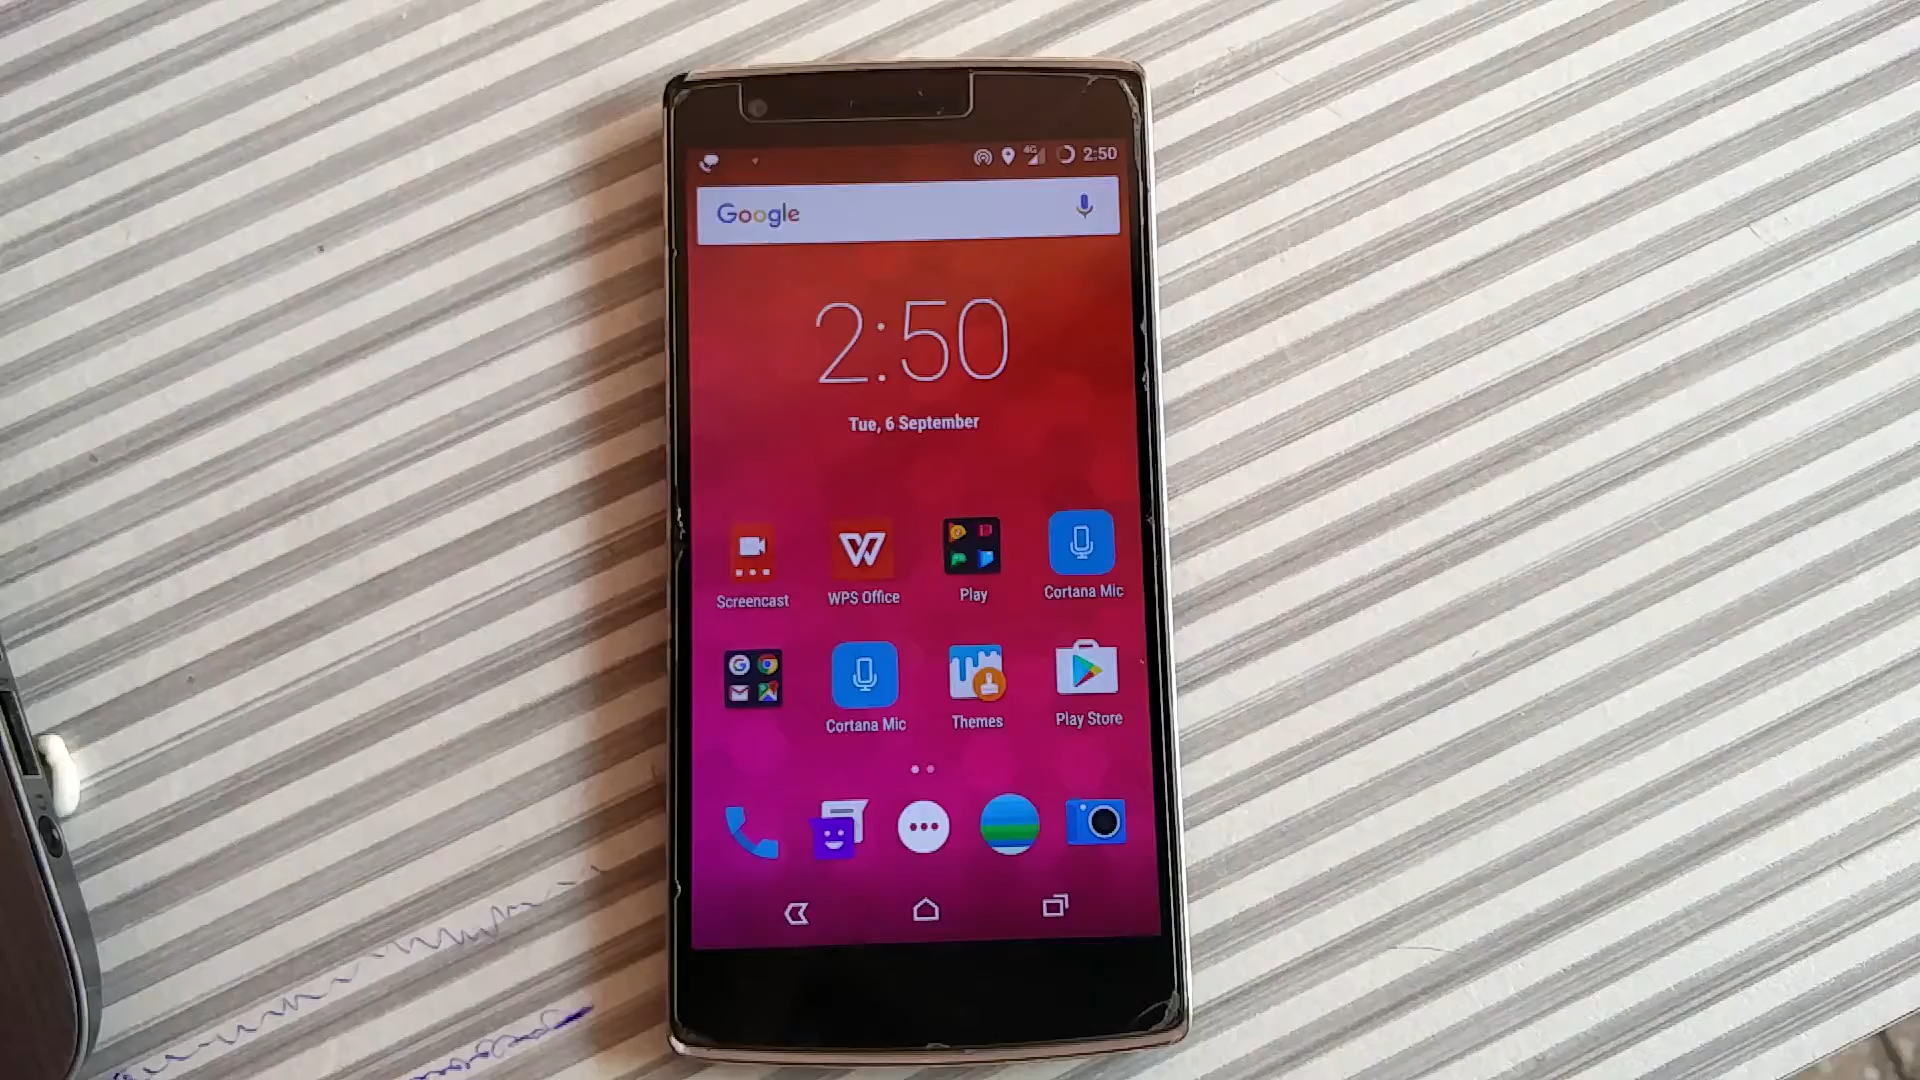 4G 2:50
Google
2:50
Tue, 6 September
Screencast WPS Office Play Cortana Mic
Cortana Mic Themes Play Store